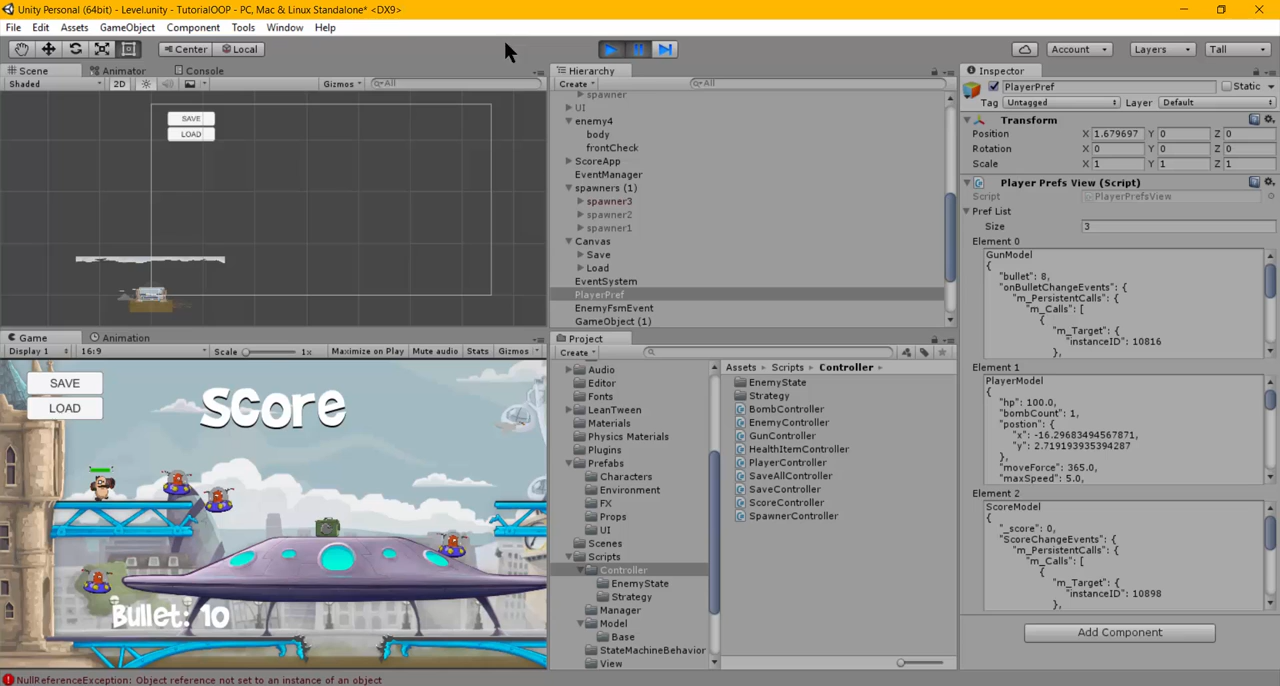 Unity Personal (64bit) - Level.unity - TutorialOOP - PC, Mac & Linux Standalone* <DX9>
File Edit Assets GameObject Component Tools Window Help
Center Local Account Layers Tall
Scene Animator Console
Shaded 2D Gizmos All
SAVE
LOAD
Game Animation
Display 1 16:9 Scale 1x Maximize on Play Mute audio Stats Gizmos
SAVE
LOAD
Score
Bullet: 10
Hierarchy
Create All
spawner
UI
enemy4
body
frontCheck
ScoreApp
EventManager
spawners (1)
spawner3
spawner2
spawner1
Canvas
Save
Load
EventSystem
PlayerPref
EnemyFsmEvent
GameObject (1)
Project
Create
Audio
Editor
Fonts
LeanTween
Materials
Physics Materials
Plugins
Prefabs
Characters
Environment
FX
Props
UI
Scenes
Scripts
Controller
EnemyState
Strategy
Manager
Model
Base
StateMachineBehavior
View
Assets Scripts Controller
EnemyState
Strategy
BombController
EnemyController
GunController
HealthItemController
PlayerController
SaveAllController
SaveController
ScoreController
SpawnerController
Inspector
PlayerPref Static
Tag Untagged Layer Default
Transform
Position X 1.679697 Y 0 Z 0
Rotation X 0 Y 0 Z 0
Scale X 1 Y 1 Z 1
Player Prefs View (Script)
Script PlayerPrefsView
Pref List
Size 3
Element 0
GunModel
{
"bullet": 8,
"onBulletChangeEvents": {
"m_PersistentCalls": {
"m_Calls": [
{
"m_Target": {
"instanceID": 10816
},
Element 1
PlayerModel
{
"hp": 100.0,
"bombCount": 1,
"postion": {
"x": -16.29683494567871,
"y": 2.719193935394287
},
"moveForce": 365.0,
"maxSpeed": 5.0,
Element 2
ScoreModel
{
"_score": 0,
"ScoreChangeEvents": {
"m_PersistentCalls": {
"m_Calls": [
{
"m_Target": {
"instanceID": 10898
},
Add Component
NullReferenceException: Object reference not set to an instance of an object